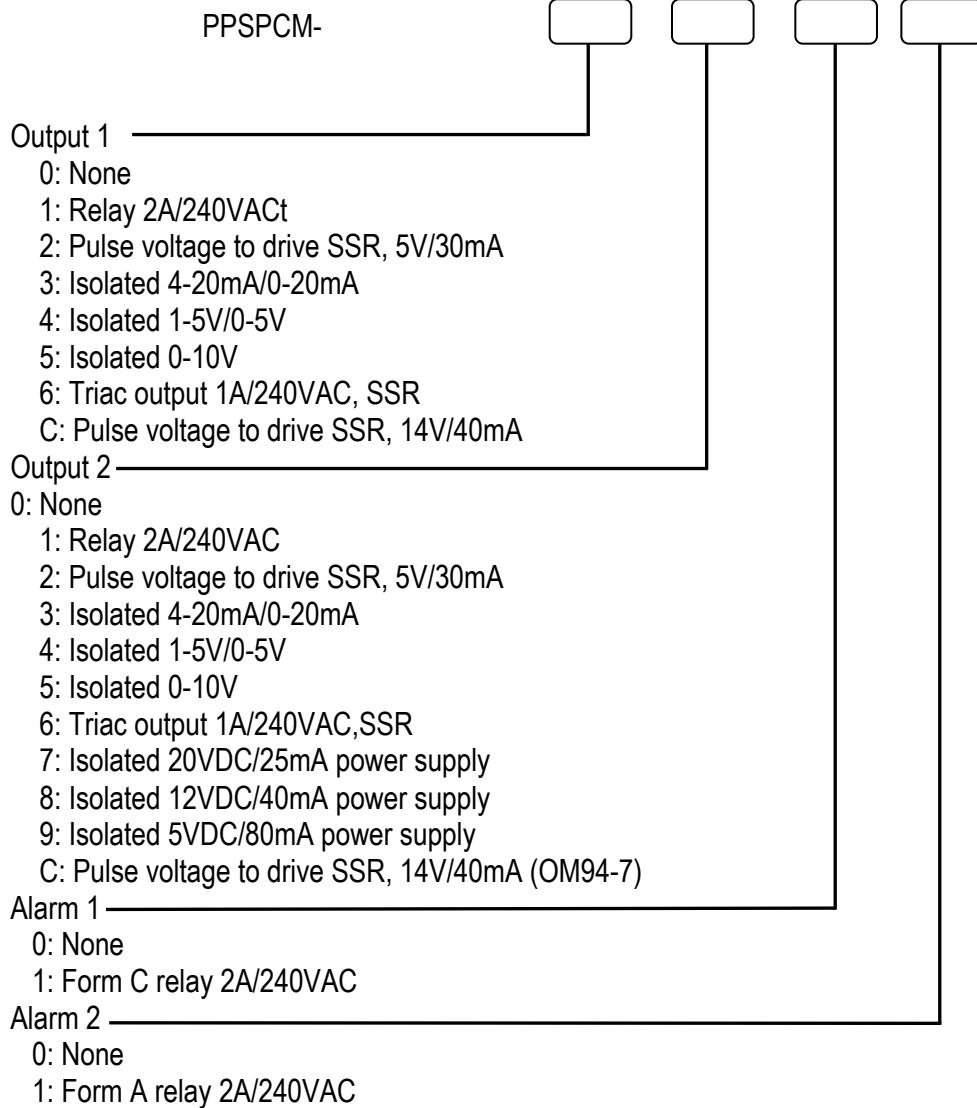 PPSPCM-
Output 1
0: None
1: Relay 2A/240VACt
2: Pulse voltage to drive SSR, 5V/30mA
3: Isolated 4-20mA/0-20mA
4: Isolated 1-5V/0-5V
5: Isolated 0-10V
6: Triac output 1A/240VAC, SSR
C: Pulse voltage to drive SSR, 14V/40mA
Output 2
0: None
1: Relay 2A/240VAC
2: Pulse voltage to drive SSR, 5V/30mA
3: Isolated 4-20mA/0-20mA
4: Isolated 1-5V/0-5V
5: Isolated 0-10V
6: Triac output 1A/240VAC,SSR
7: Isolated 20VDC/25mA power supply
8: Isolated 12VDC/40mA power supply
9: Isolated 5VDC/80mA power supply
C: Pulse voltage to drive SSR, 14V/40mA (OM94-7)
Alarm 1
0: None
1: Form C relay 2A/240VAC
Alarm 2
0: None
1: Form A relay 2A/240VAC